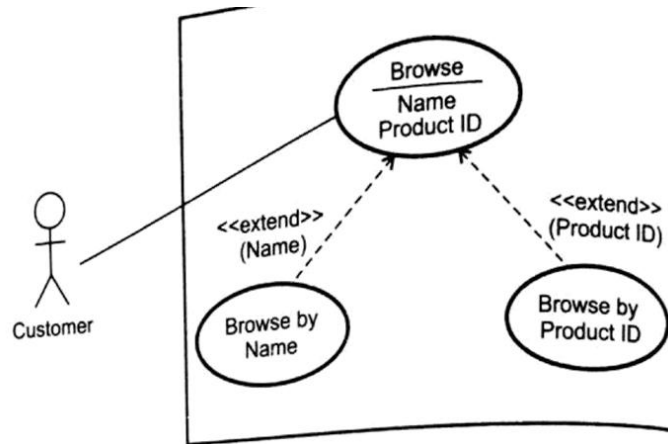 Browse
Name
Product ID
<<extend>>
(Name)
<<extend>>
(Product ID)
Customer
Browse by
Name
Browse by
Product ID